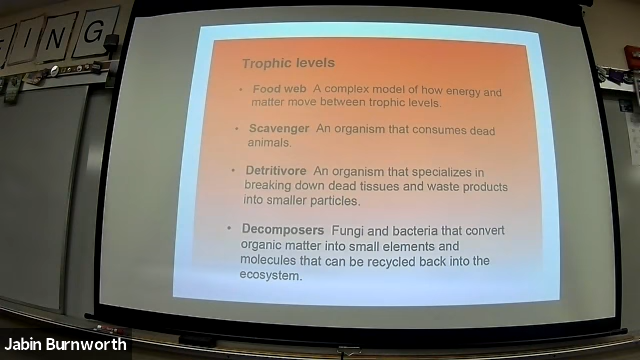 ING
Trophic levels
• Food web A complex model of how energy and
matter move between trophic levels.
• Scavenger An organism that consumes dead
animals.
• Detritivore An organism that specializes in
breaking down dead tissues and waste products
into smaller particles.
• Decomposers Fungi and bacteria that convert
organic matter into small elements and
molecules that can be recycled back into the
ecosystem.
Jabin Burnworth